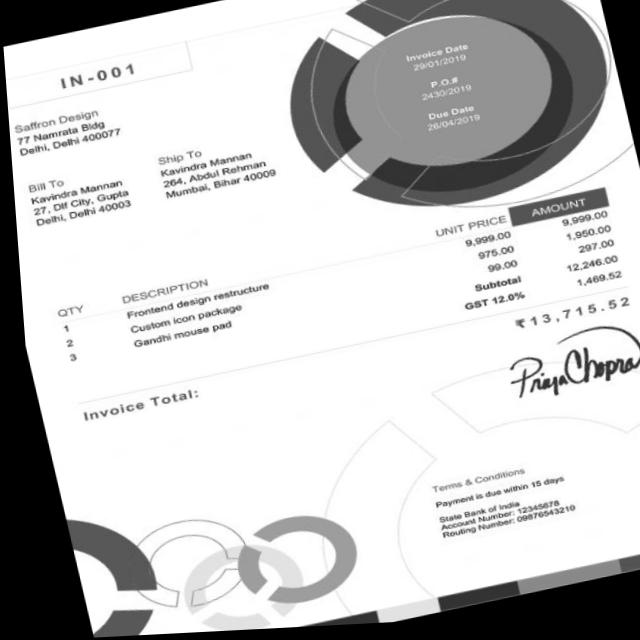 IN-001
Invoice Date
29/01/2019
P.O.#
2430/2019
Due Date
26/04/2019
Saffron Design
77 Namrata Bldg
Delhi, Delhi 400077
Bill To
Kavindra Mannan
27, Dlf City, Gupta
Delhi, Delhi 40003
Ship To
Kavindra Mannan
264, Abdul Rehman
Mumbai, Bihar 40009
QTY DESCRIPTION UNIT PRICE AMOUNT
1 Frontend design restructure 9,999.00 9,999.00
2 Custom icon package 975.00 1,950.00
3 Gandhi mouse pad 99.00 297.00
Subtotal 12,246.00
GST 12.0% 1,469.52
Invoice Total: ₹13,715.52
Priya Chopra
Terms & Conditions
Payment is due within 15 days
State Bank of India
Account Number: 12345678
Routing Number: 09876543210